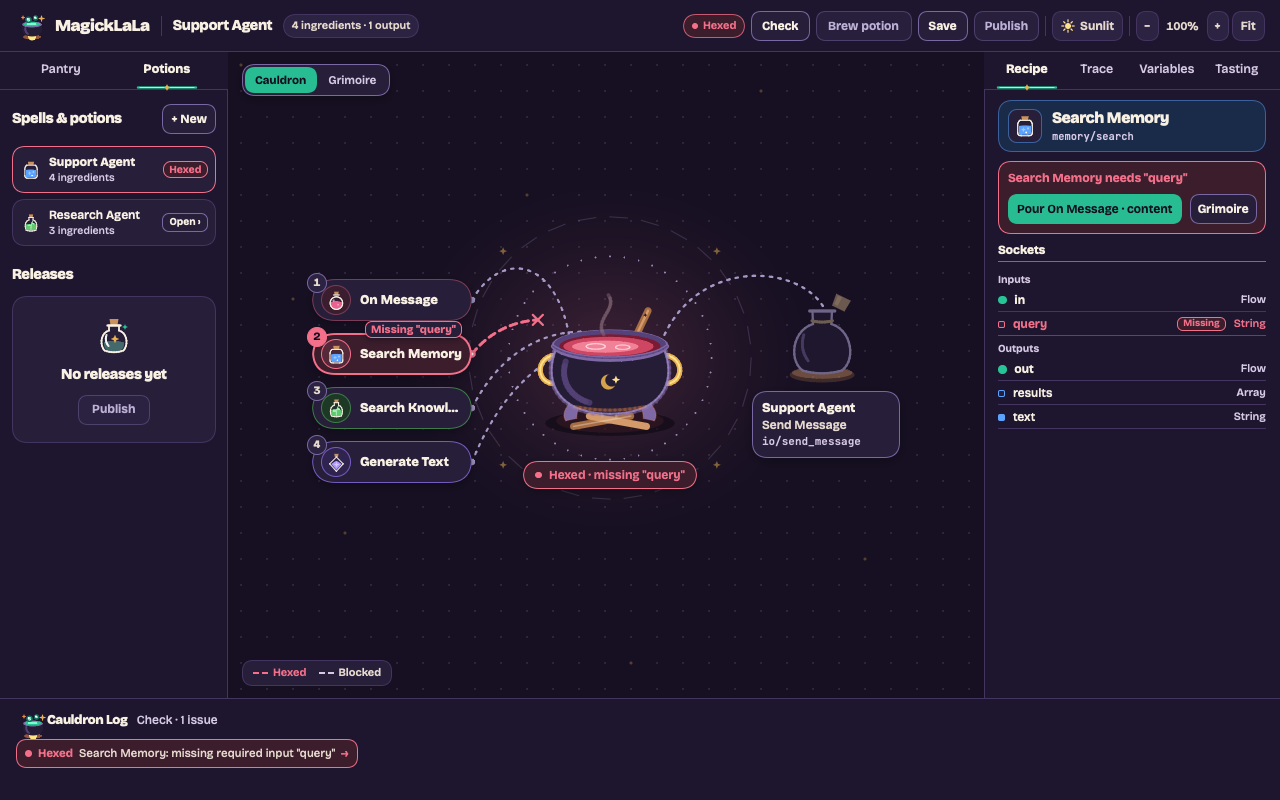 MagickLaLa
Support Agent
4 ingredients · 1 output
Hexed
Check
Brew potion
Save
Publish
Sunlit
−
100%
+
Fit
Pantry
Potions
Spells & potions
+ New
Support Agent
4 ingredients
Hexed
Research Agent
3 ingredients
Open ›
Releases
No releases yet
Publish
Cauldron
Grimoire
1
On Message
Missing "query"
2
Search Memory
3
Search Knowl...
4
Generate Text
Hexed · missing "query"
Support Agent
Send Message
io/send_message
Hexed
Blocked
Recipe
Trace
Variables
Tasting
Search Memory
memory/search
Search Memory needs "query"
Pour On Message · content
Grimoire
Sockets
Inputs
in Flow
query Missing String
Outputs
out Flow
results Array
text String
Cauldron Log Check · 1 issue
Hexed Search Memory: missing required input "query" →